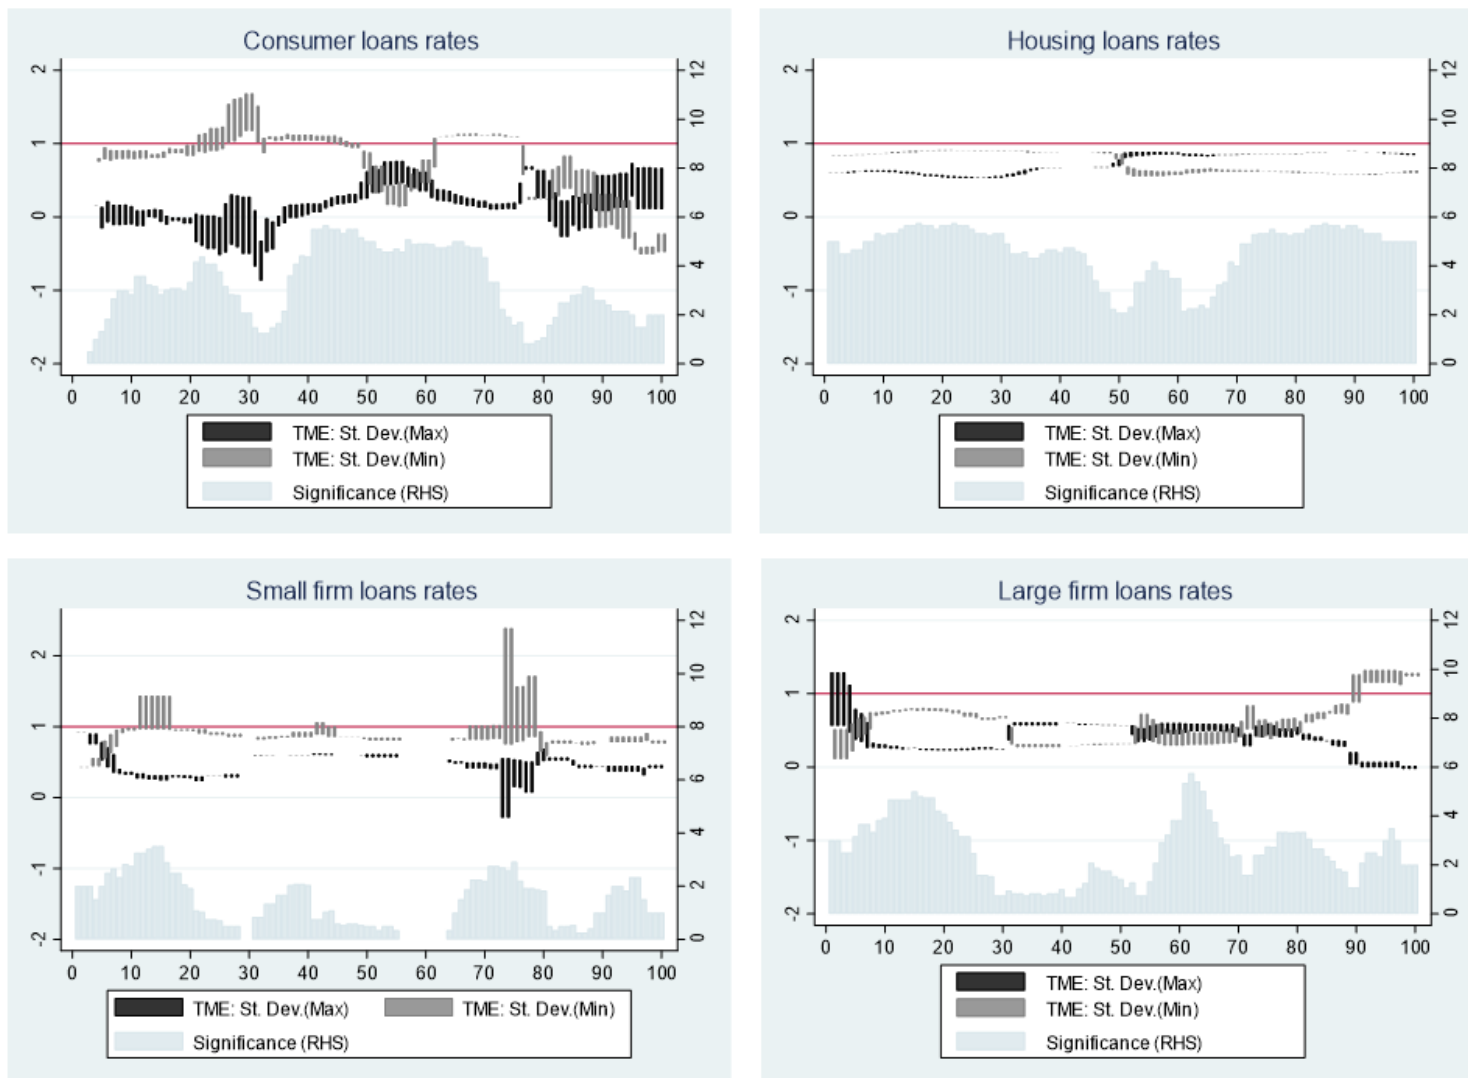 Consumer loans rates
2
1
0
-1
-2
12
10
8
6
4
2
0
0 10 20 30 40 50 60 70 80 90 100
TME: St. Dev.(Max)
TME: St. Dev.(Min)
Significance (RHS)
Housing loans rates
2
1
0
-1
-2
12
10
8
6
4
2
0
0 10 20 30 40 50 60 70 80 90 100
TME: St. Dev.(Max)
TME: St. Dev.(Min)
Significance (RHS)
Small firm loans rates
2
1
0
-1
-2
12
10
8
6
4
2
0
0 10 20 30 40 50 60 70 80 90 100
TME: St. Dev.(Max) TME: St. Dev.(Min)
Significance (RHS)
Large firm loans rates
2
1
0
-1
-2
12
10
8
6
4
2
0
0 10 20 30 40 50 60 70 80 90 100
TME: St. Dev.(Max)
TME: St. Dev.(Min)
Significance (RHS)